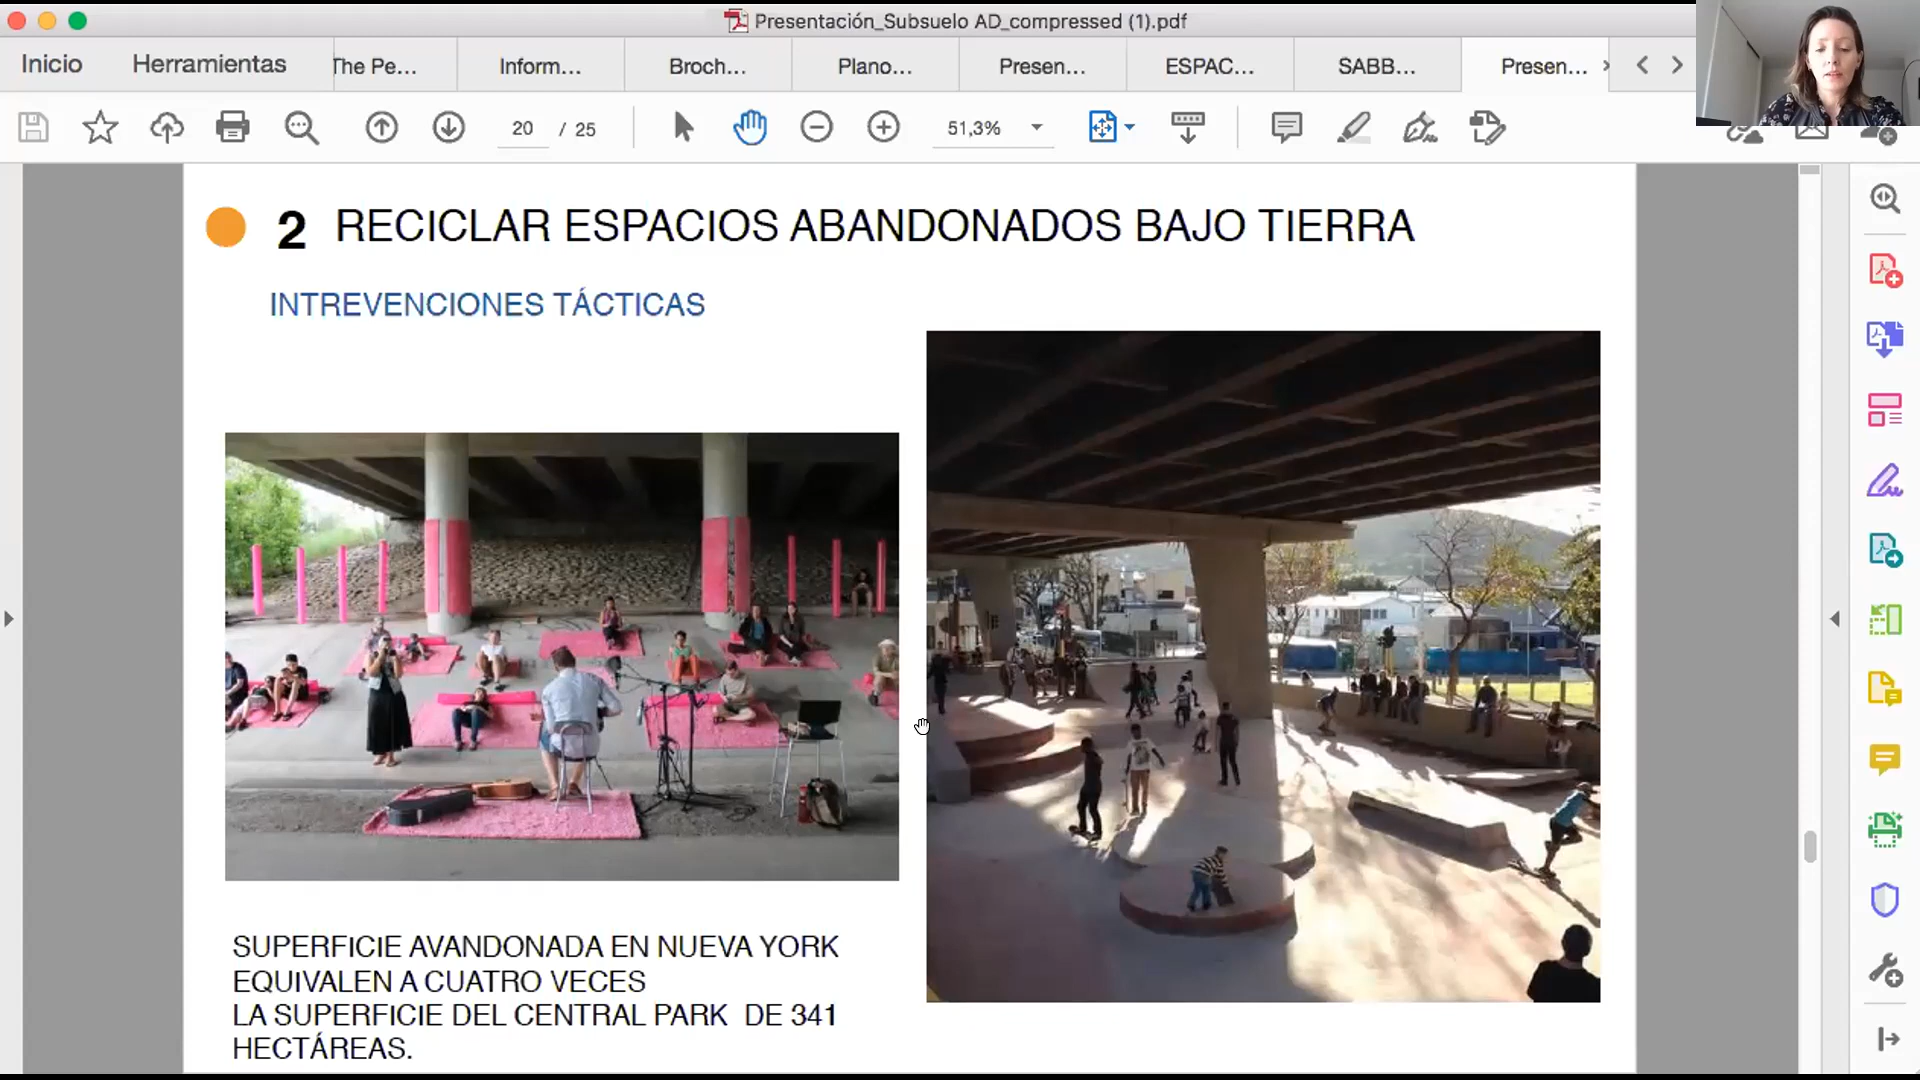 Presentación_Subsuelo AD_compressed (1).pdf
Inicio Herramientas The Pe... Inform... Broch... Plano... Presen... ESPAC... SABB... Presen...
20 / 25 51,3%
2 RECICLAR ESPACIOS ABANDONADOS BAJO TIERRA
INTREVENCIONES TÁCTICAS
SUPERFICIE AVANDONADA EN NUEVA YORK
EQUIVALEN A CUATRO VECES
LA SUPERFICIE DEL CENTRAL PARK DE 341
HECTÁREAS.